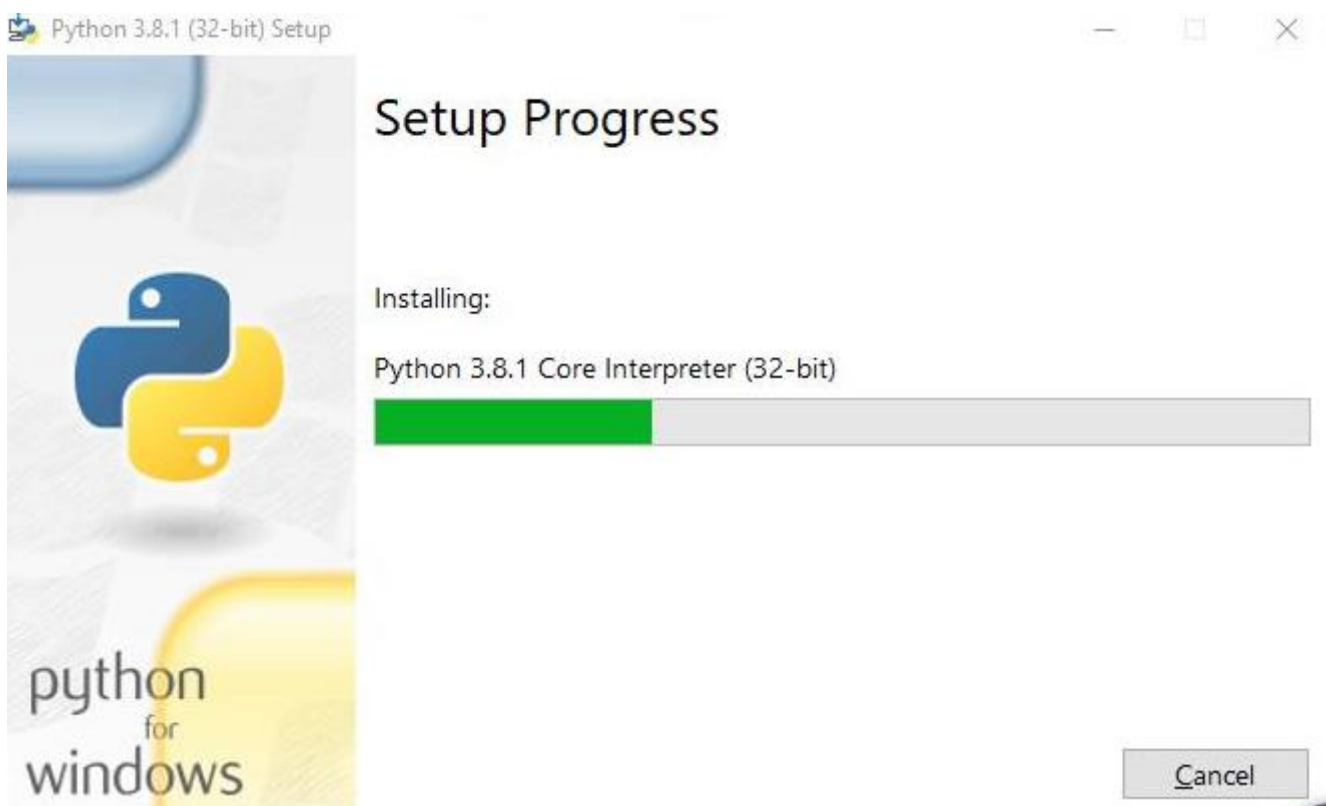 Python 3.8.1 (32-bit) Setup
Setup Progress
Installing:
Python 3.8.1 Core Interpreter (32-bit)
python
for
windows
Cancel